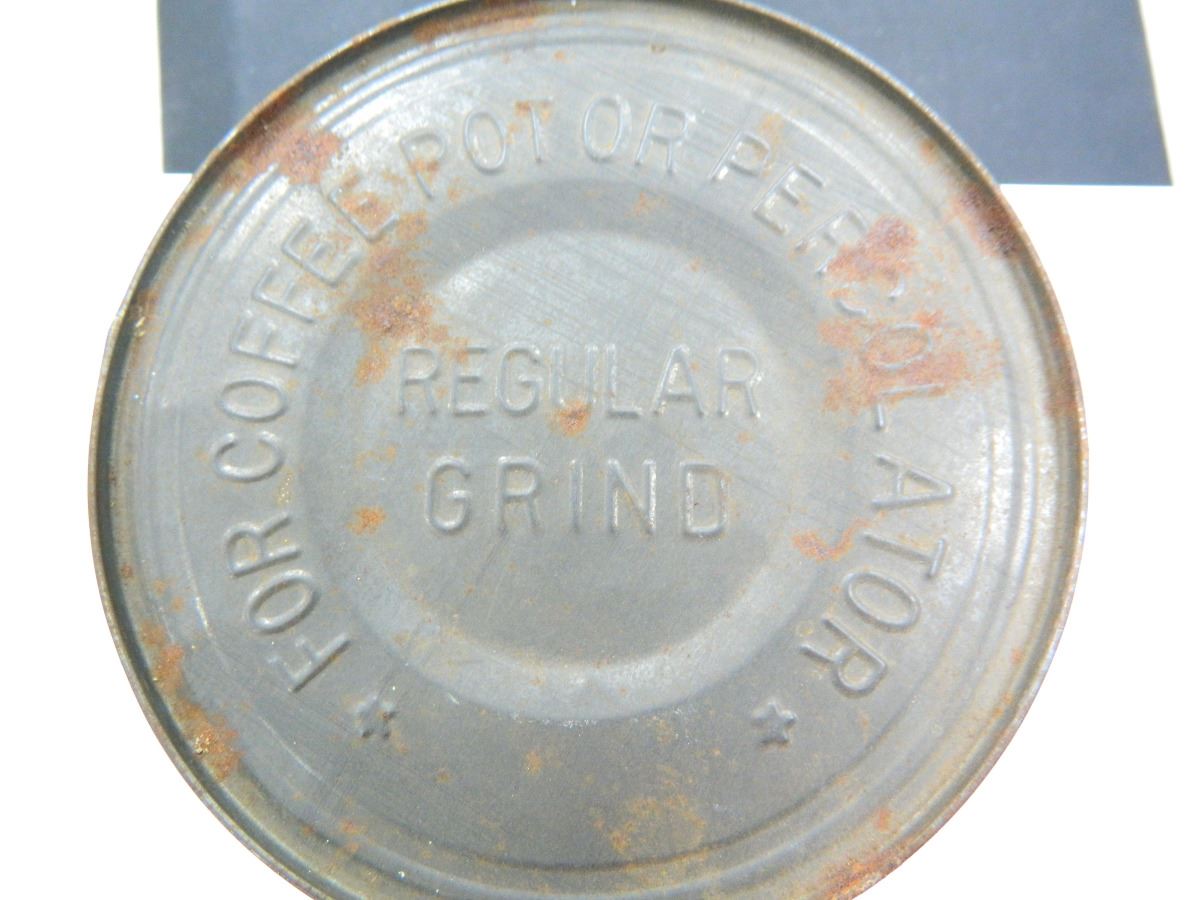 FOR COFFEE POT OR PERCOLATOR
REGULAR
GRIND